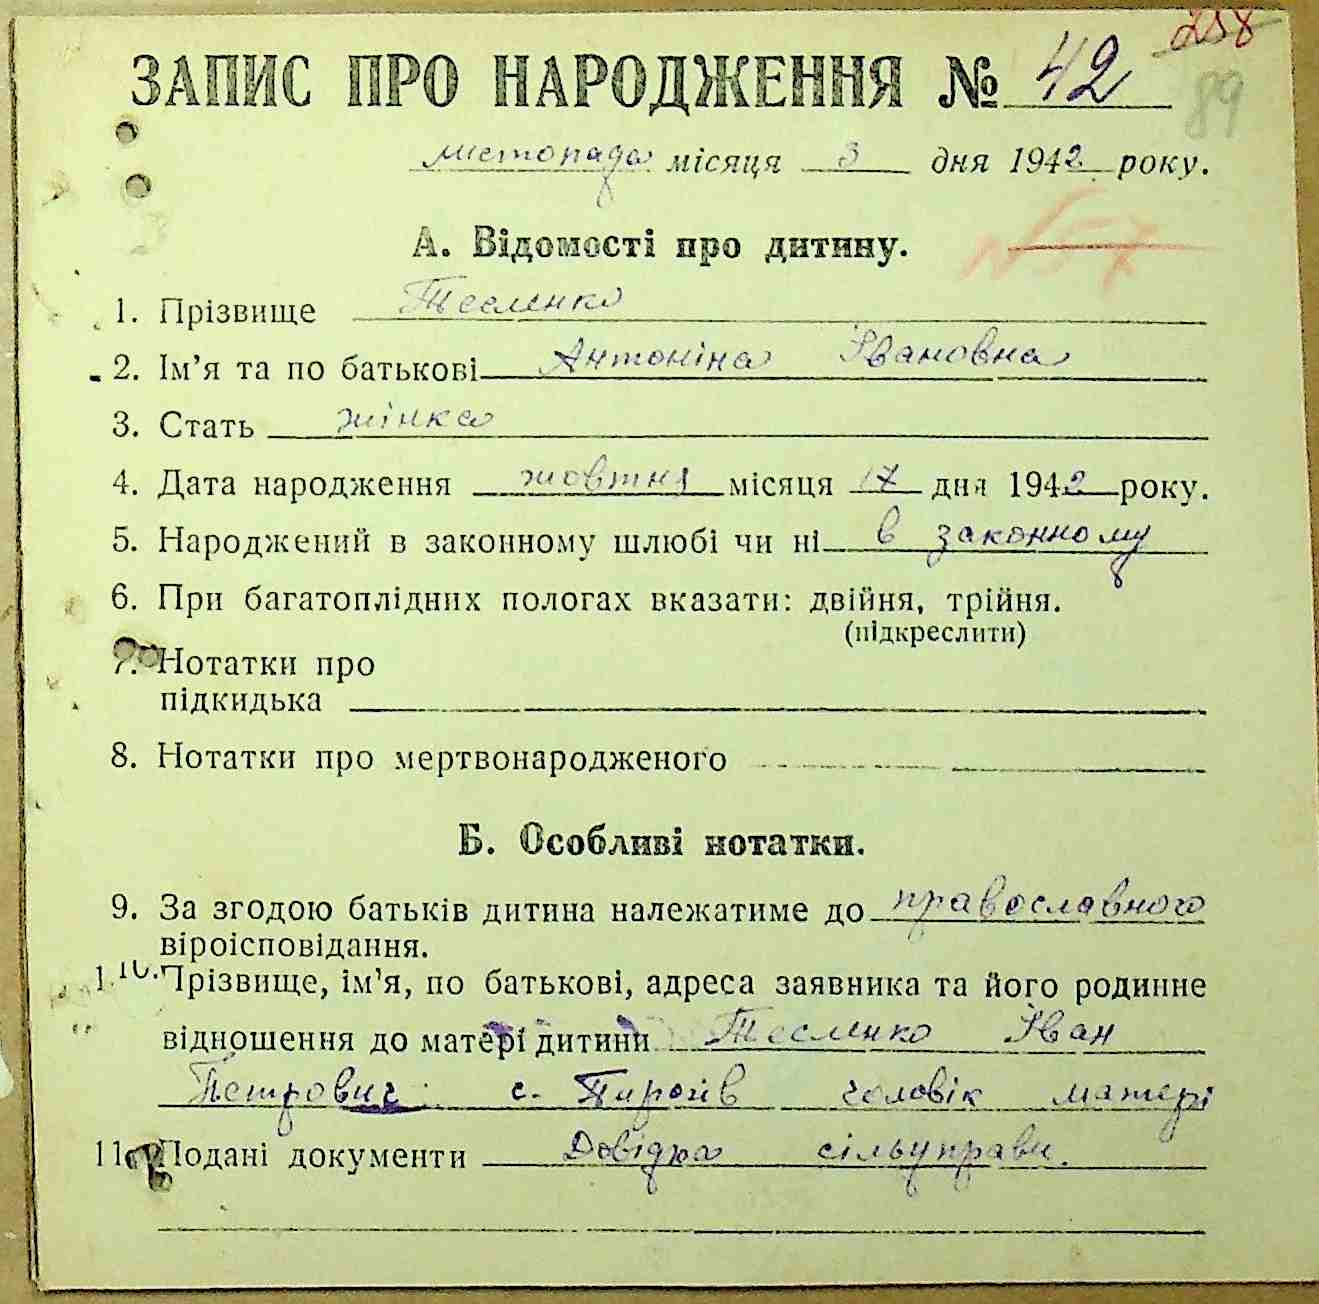 258
ЗАПИС ПРО НАРОДЖЕННЯ № 42
89
листопада місяця 3 дня 1942 року.
№57
А. Відомості про дитину.
1. Прізвище Тесленко
2. Ім'я та по батькові Антоніна Івановна
3. Стать жінка
4. Дата народження жовтня місяця 17 дня 1942 року.
5. Народжений в законному шлюбі чи ні в законному
6. При багатоплідних пологах вказати: двійня, трійня.
(підкреслити)
7. Нотатки про
підкидька
8. Нотатки про мертвонародженого
Б. Особливі нотатки.
9. За згодою батьків дитина належатиме до православного
віроісповідання.
10. Прізвище, ім'я, по батькові, адреса заявника та його родинне
відношення до матері дитини Тесленко Іван
Петрович с. Пирогів чоловік матері
11. Подані документи Довідка сільуправи.